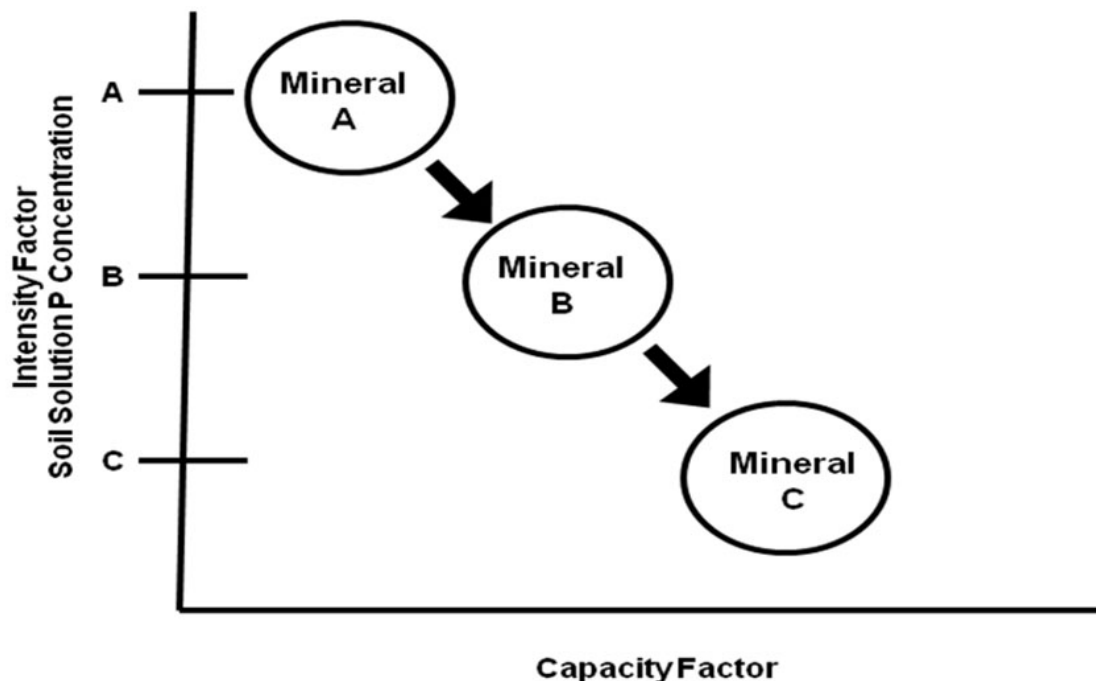 Intensity Factor
Soil Solution P Concentration
A
Mineral
A
B
Mineral
B
C
Mineral
C
Capacity Factor